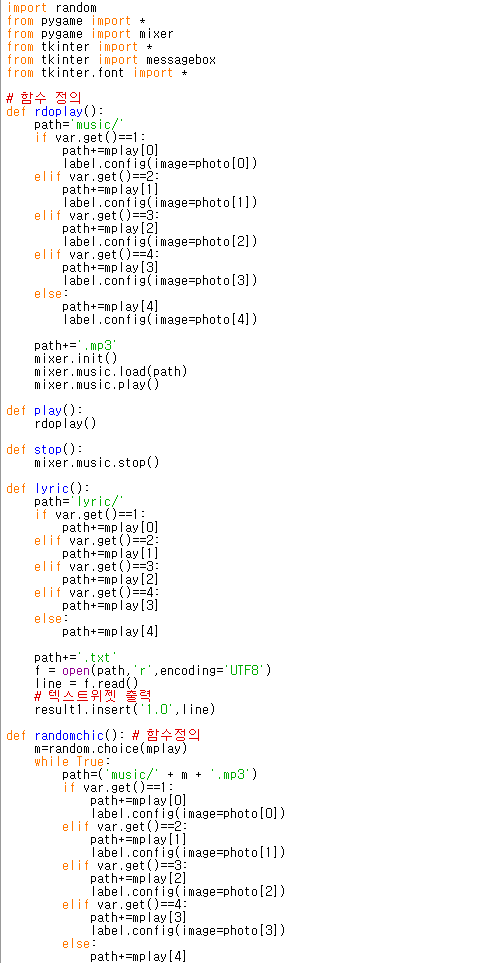 import random
from pygame import *
from pygame import mixer
from tkinter import *
from tkinter import messagebox
from tkinter.font import *

# 함수 정의
def rdoplay():
    path='music/'
    if var.get()==1:
        path+=mplay[0]
        label.config(image=photo[0])
    elif var.get()==2:
        path+=mplay[1]
        label.config(image=photo[1])
    elif var.get()==3:
        path+=mplay[2]
        label.config(image=photo[2])
    elif var.get()==4:
        path+=mplay[3]
        label.config(image=photo[3])
    else:
        path+=mplay[4]
        label.config(image=photo[4])

    path+='.mp3'
    mixer.init()
    mixer.music.load(path)
    mixer.music.play()

def play():
    rdoplay()

def stop():
    mixer.music.stop()

def lyric():
    path='lyric/'
    if var.get()==1:
        path+=mplay[0]
    elif var.get()==2:
        path+=mplay[1]
    elif var.get()==3:
        path+=mplay[2]
    elif var.get()==4:
        path+=mplay[3]
    else:
        path+=mplay[4]

    path+='.txt'
    f = open(path,'r',encoding='UTF8')
    line = f.read()
    # 텍스트위젯 출력
    result1.insert('1.0',line)

def randomchic(): # 함수정의
    m=random.choice(mplay)
    while True:
        path=('music/' + m + '.mp3')
        if var.get()==1:
            path+=mplay[0]
            label.config(image=photo[0])
        elif var.get()==2:
            path+=mplay[1]
            label.config(image=photo[1])
        elif var.get()==3:
            path+=mplay[2]
            label.config(image=photo[2])
        elif var.get()==4:
            path+=mplay[3]
            label.config(image=photo[3])
        else:
            path+=mplay[4]